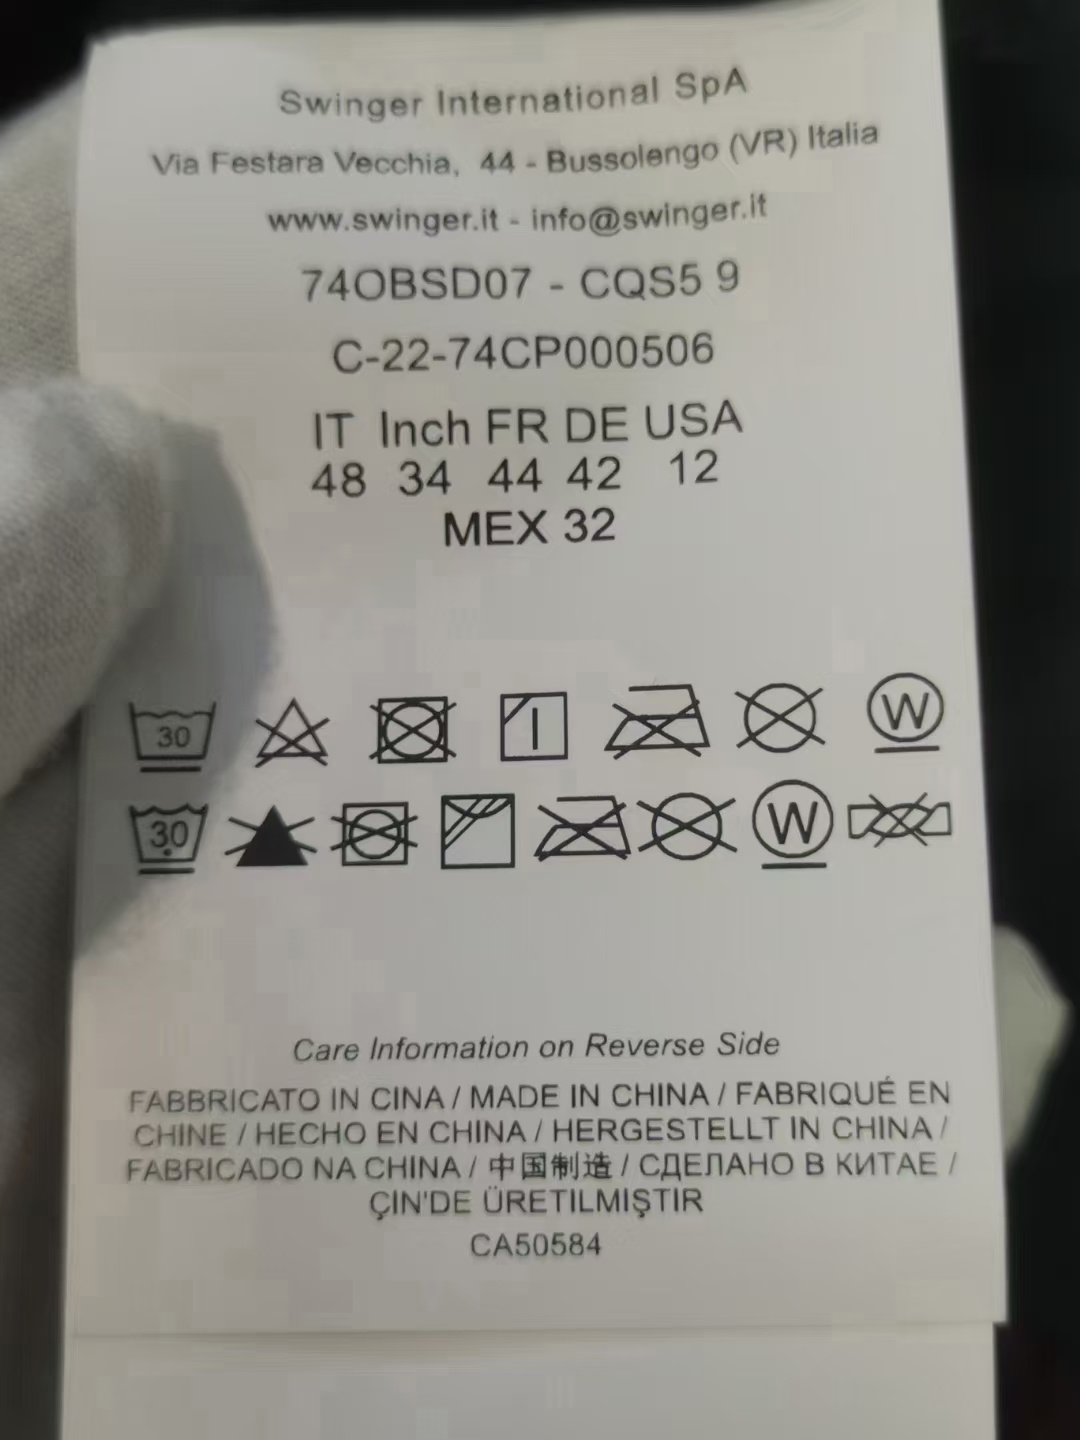 Swinger International SpA
Via Festara Vecchia, 44 - Bussolengo (VR) Italia
www.swinger.it - info@swinger.it
74OBSD07 - CQS5 9
C-22-74CP000506
IT Inch FR DE USA
48 34 44 42 12
MEX 32
30 W
30 W
Care Information on Reverse Side
FABBRICATO IN CINA / MADE IN CHINA / FABRIQUÉ EN
CHINE / HECHO EN CHINA / HERGESTELLT IN CHINA /
FABRICADO NA CHINA / 中国制造 / СДЕЛАНО В КИТАЕ /
ÇIN'DE ÜRETILMIŞTIR
CA50584